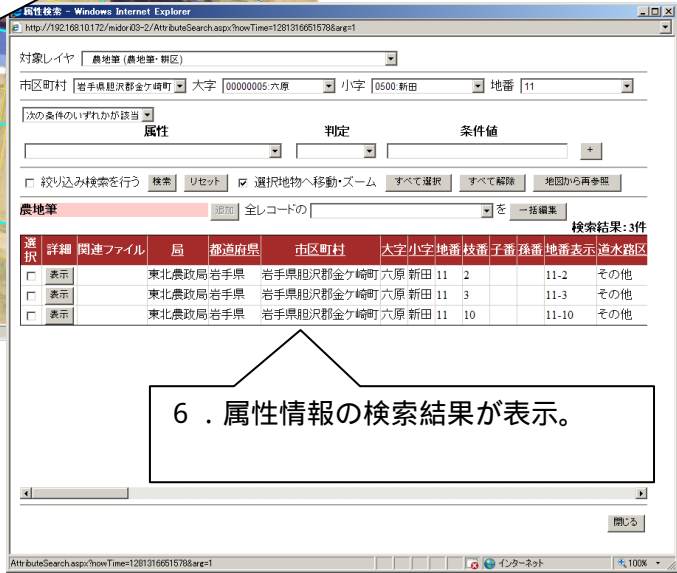 属性検索 - Windows Internet Explorer
http://192.168.10.172/midori03-2/AttributeSearch.aspx?nowTime=1281316651578&arg=1
対象レイヤ 農地筆 (農地筆・耕区)
市区町村 岩手県胆沢郡金ケ崎町 大字 00000005:六原 小字 0500:新田 地番 11
次の条件のいずれかが該当
属性 判定 条件値
+
絞り込み検索を行う 検索 リセット 選択地物へ移動・ズーム すべて選択 すべて解除 地図から再参照
農地筆 追加 全レコードの を 一括編集
検索結果:3件
選択 詳細 関連ファイル 局 都道府県 市区町村 大字 小字 地番 枝番 子番 孫番 地番表示 道水路区
表示 東北農政局 岩手県 岩手県胆沢郡金ケ崎町 六原 新田 11 2 11-2 その他
表示 東北農政局 岩手県 岩手県胆沢郡金ケ崎町 六原 新田 11 3 11-3 その他
表示 東北農政局 岩手県 岩手県胆沢郡金ケ崎町 六原 新田 11 10 11-10 その他
6.属性情報の検索結果が表示。
閉じる
AttributeSearch.aspx?nowTime=1281316651578&arg=1 インターネット 100%